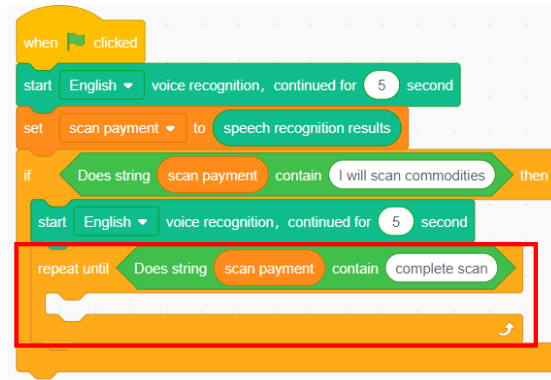 when clicked
start English voice recognition, continued for 5 second
set scan payment to speech recognition results
if Does string scan payment contain I will scan commodities then
start English voice recognition, continued for 5 second
repeat until Does string scan payment contain complete scan